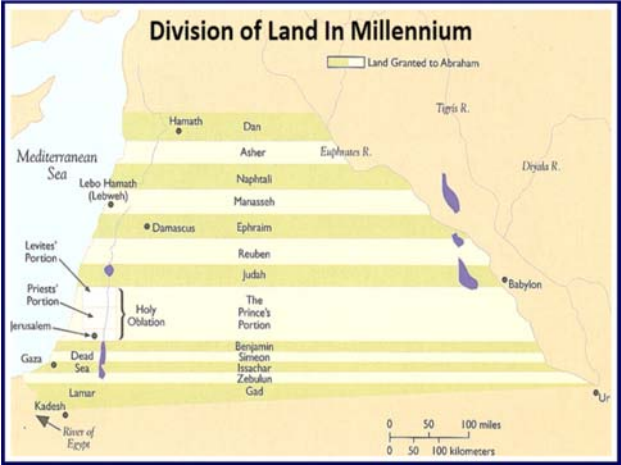 Division of Land In Millennium
Land Granted to Abraham
Tigris R.
Hamath
Dan
Mediterranean
Sea
Asher
Euphrates R.
Diyala R.
Naphtali
Lebo Hamath
(Lebweh)
Manasseh
Damascus
Ephraim
Levites'
Portion
Reuben
Judah
Babylon
Priests'
Portion
Holy
Oblation
The
Prince's
Portion
Jerusalem
Benjamin
Simeon
Gaza
Dead
Sea
Issachar
Zebulun
Lamar
Gad
Ur
Kadesh
River of
Egypt
0 50 100 miles
0 50 100 kilometers